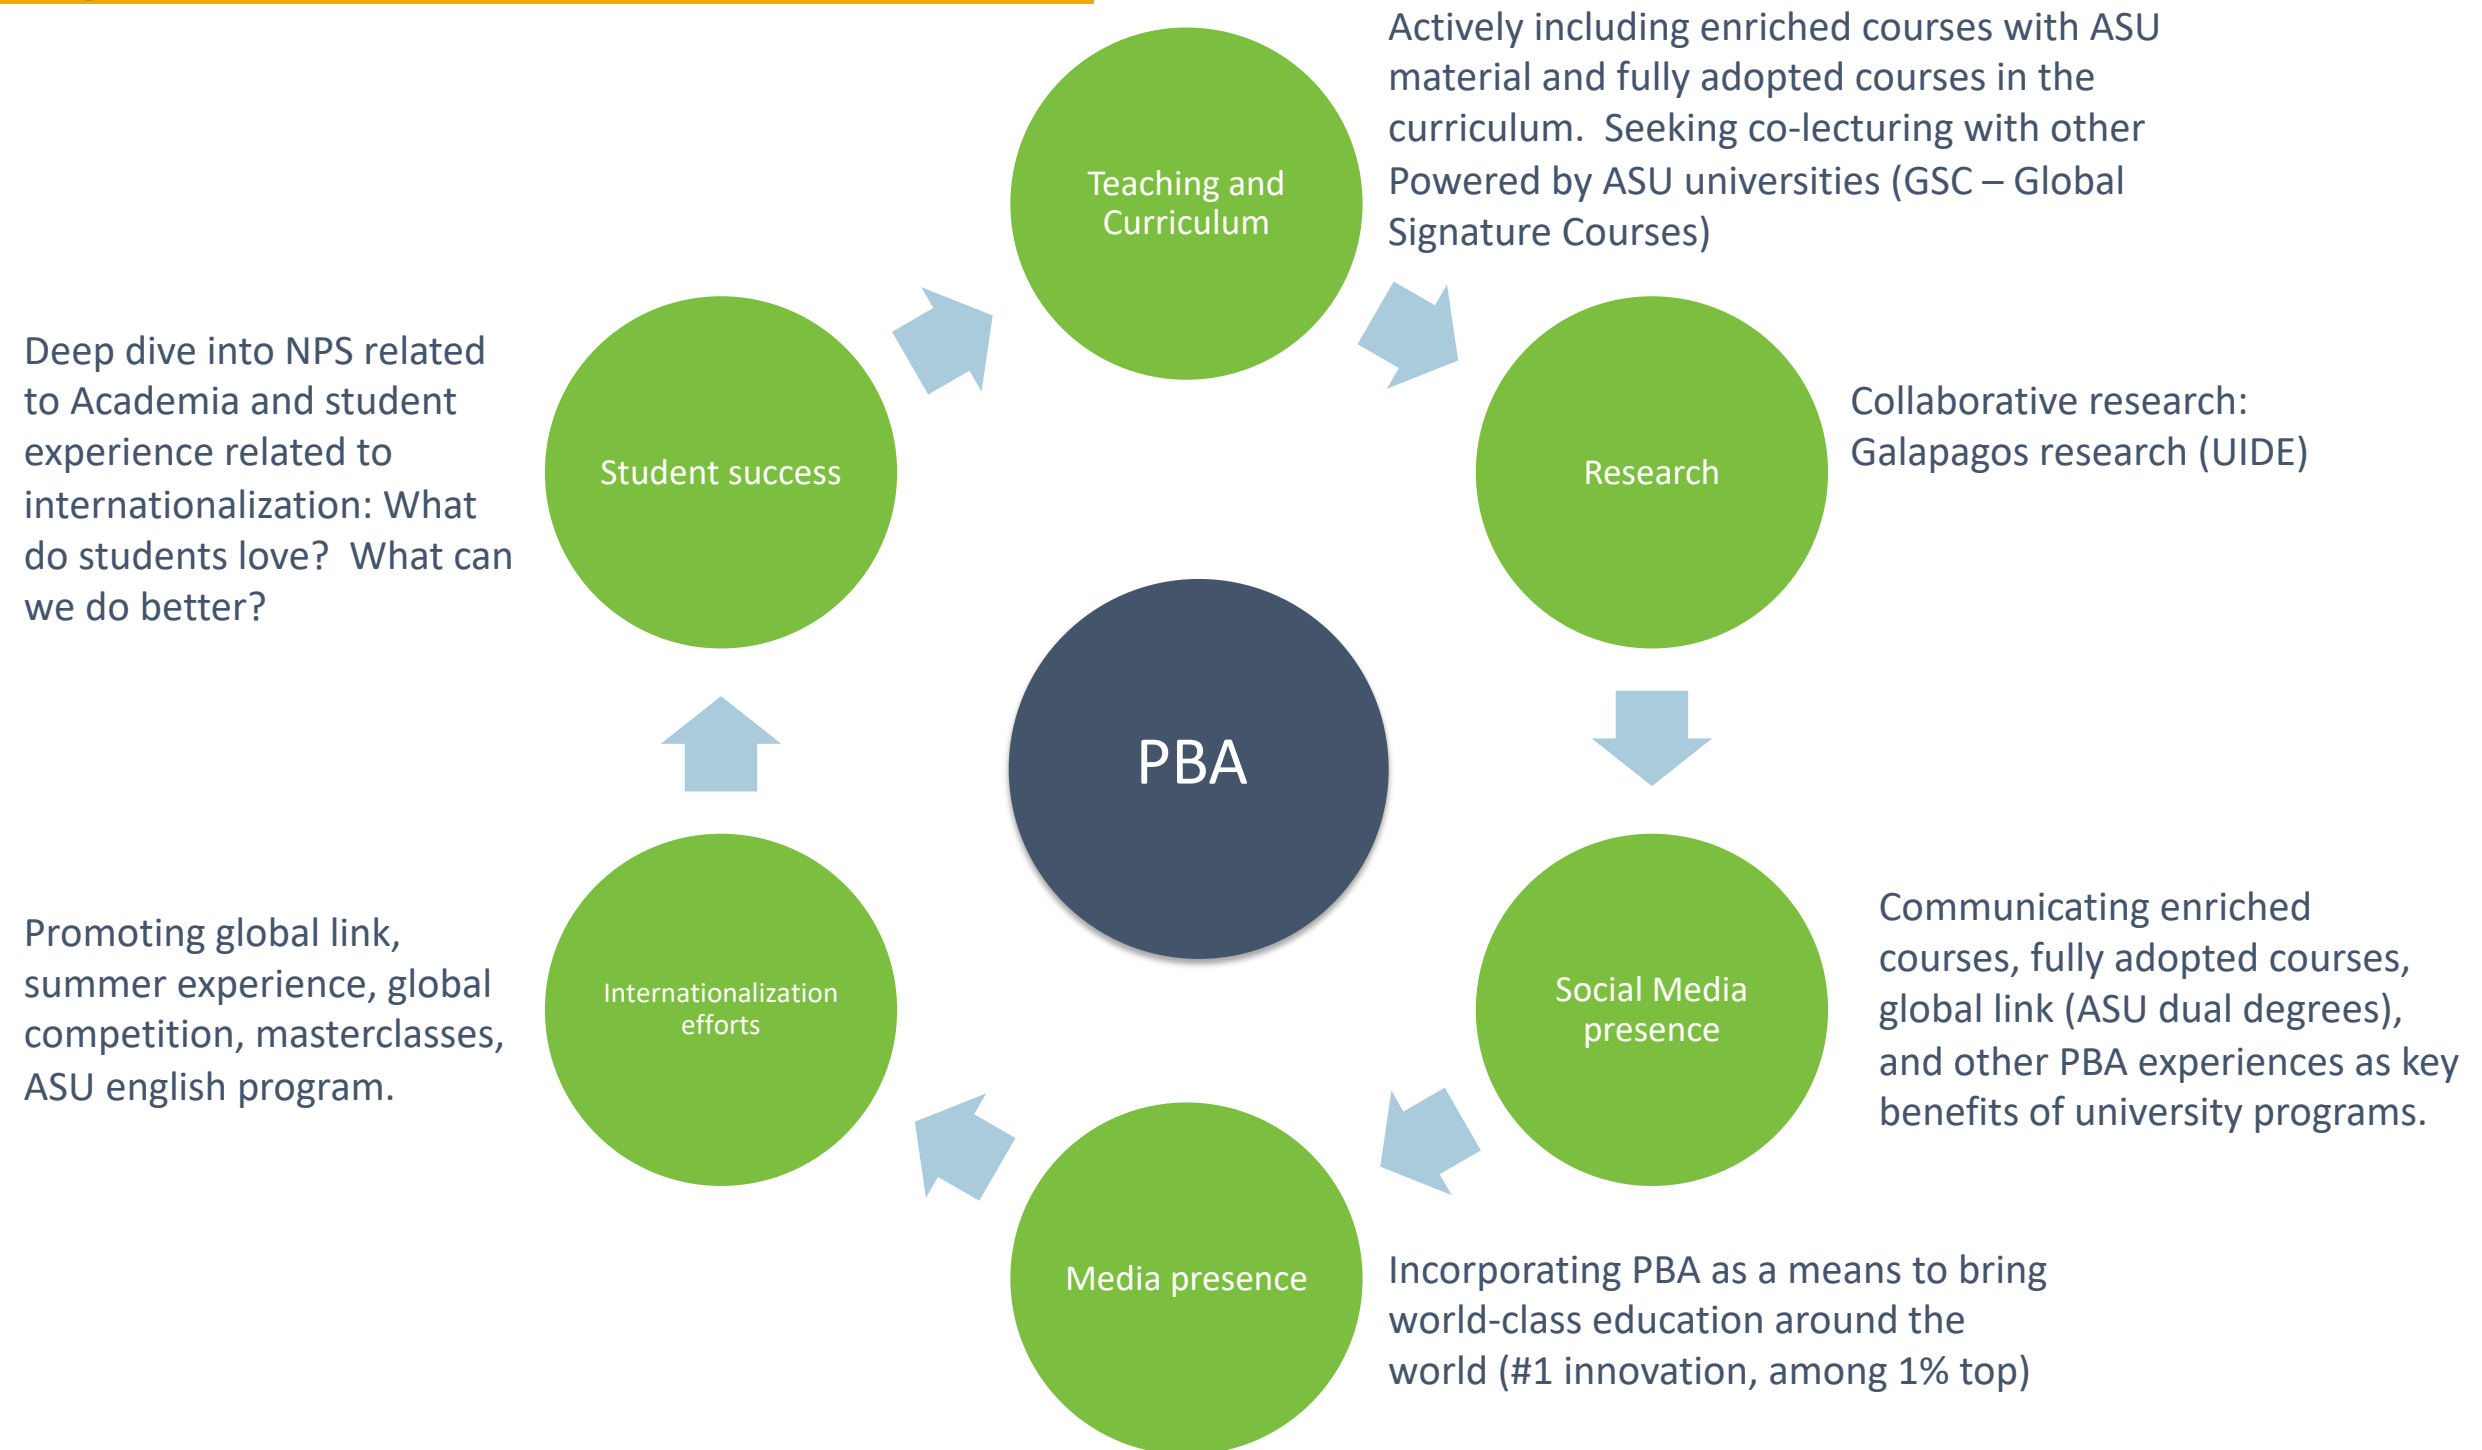 Teaching and
Curriculum
Actively including enriched courses with ASU
material and fully adopted courses in the
curriculum.  Seeking co-lecturing with other
Powered by ASU universities (GSC – Global
Signature Courses)
Research
Collaborative research:
Galapagos research (UIDE)
Social Media
presence
Communicating enriched
courses, fully adopted courses,
global link (ASU dual degrees),
and other PBA experiences as key
benefits of university programs.
Media presence
Incorporating PBA as a means to bring
world-class education around the
world (#1 innovation, among 1% top)
Internationalization
efforts
Promoting global link,
summer experience, global
competition, masterclasses,
ASU english program.
Student success
Deep dive into NPS related
to Academia and student
experience related to
internationalization: What
do students love?  What can
we do better?
PBA